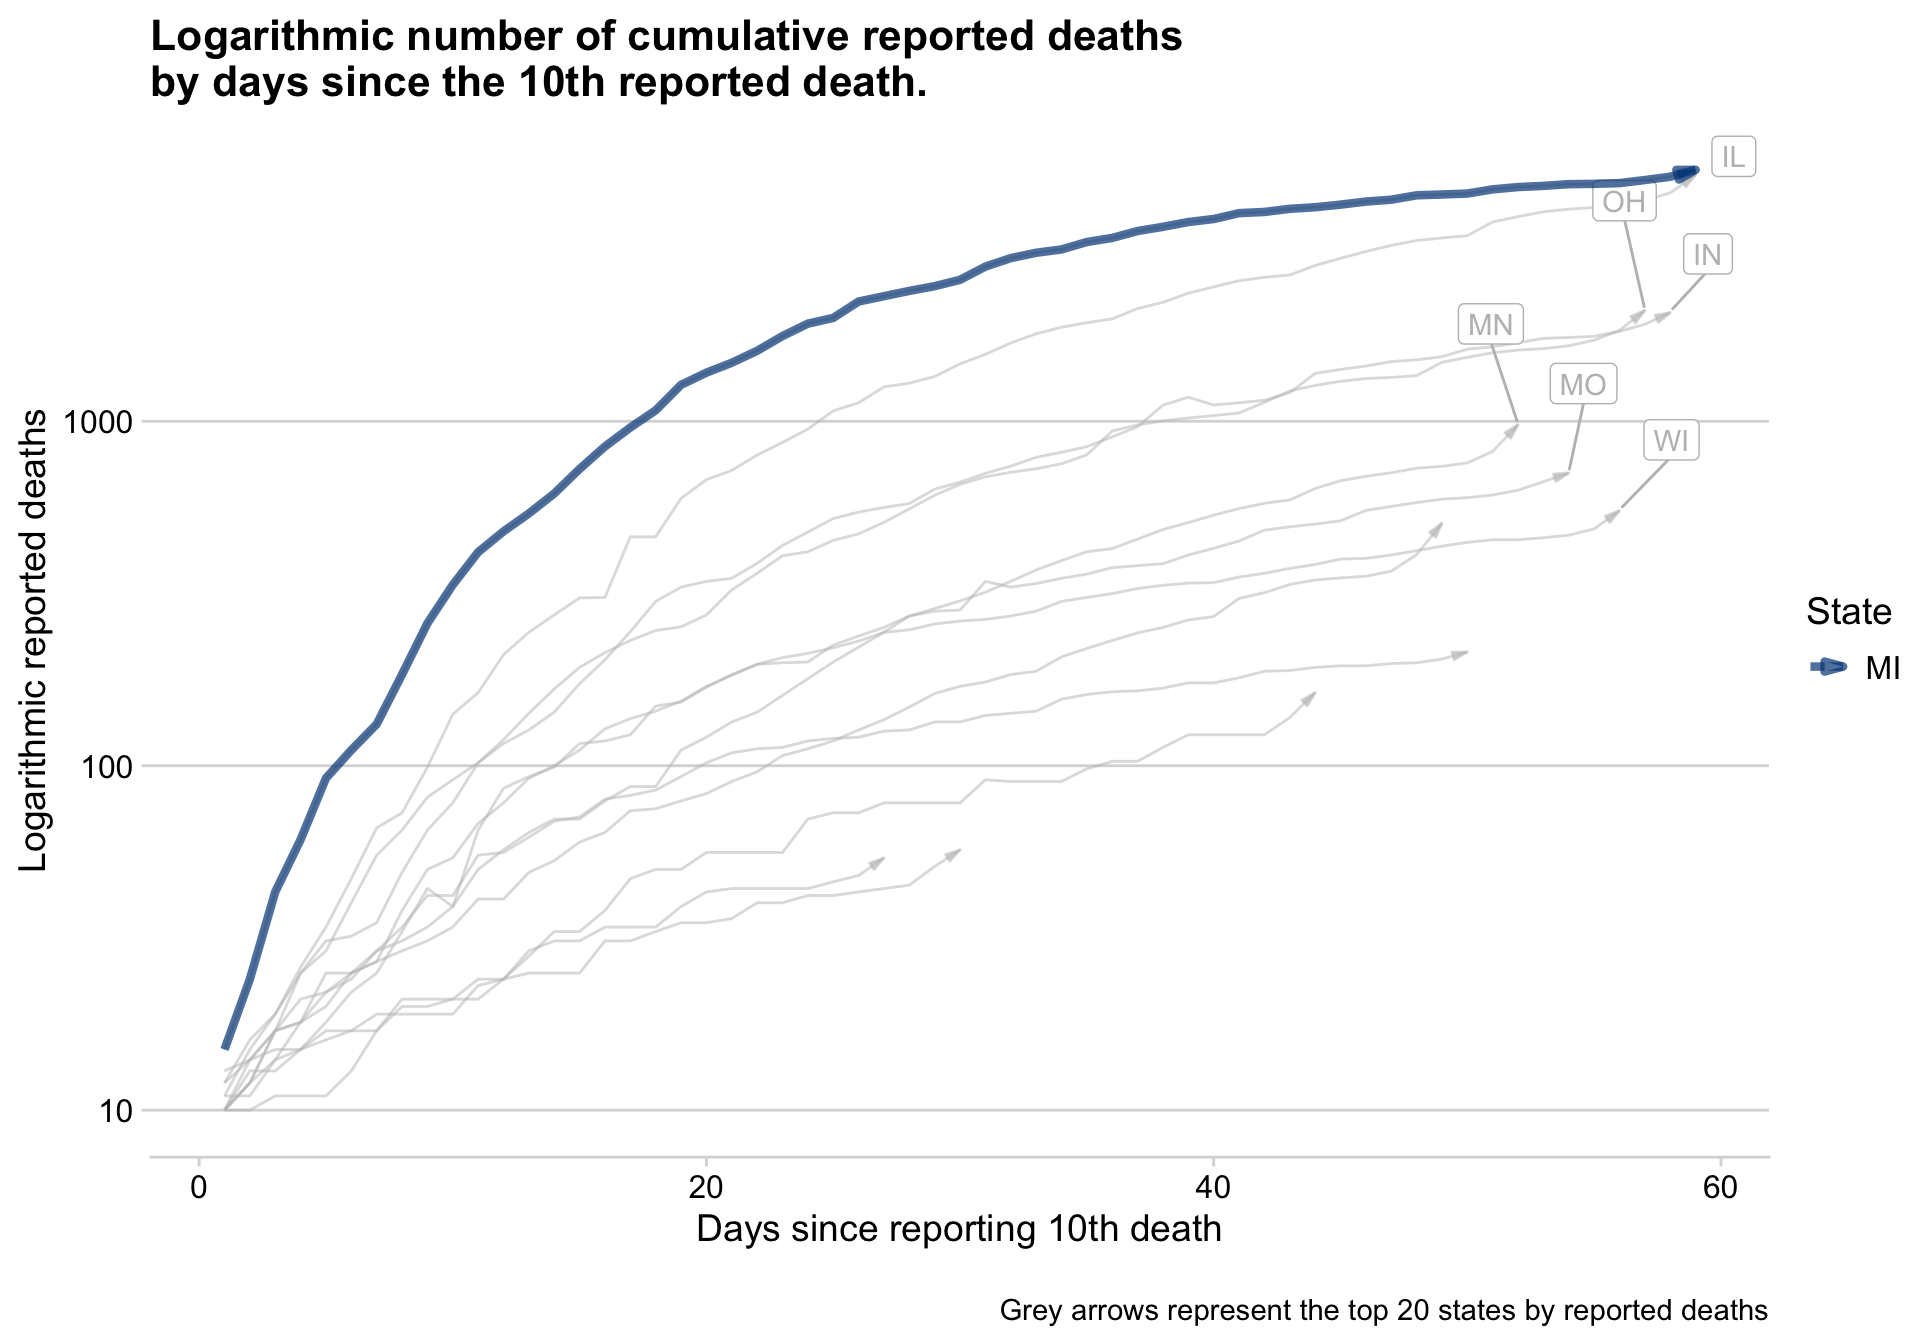 Logarithmic number of cumulative reported deaths
by days since the 10th reported death.
IL
OH
IN
MN
MO
WI
1000
100
10
Logarithmic reported deaths
State
MI
0 20 40 60
Days since reporting 10th death
Grey arrows represent the top 20 states by reported deaths